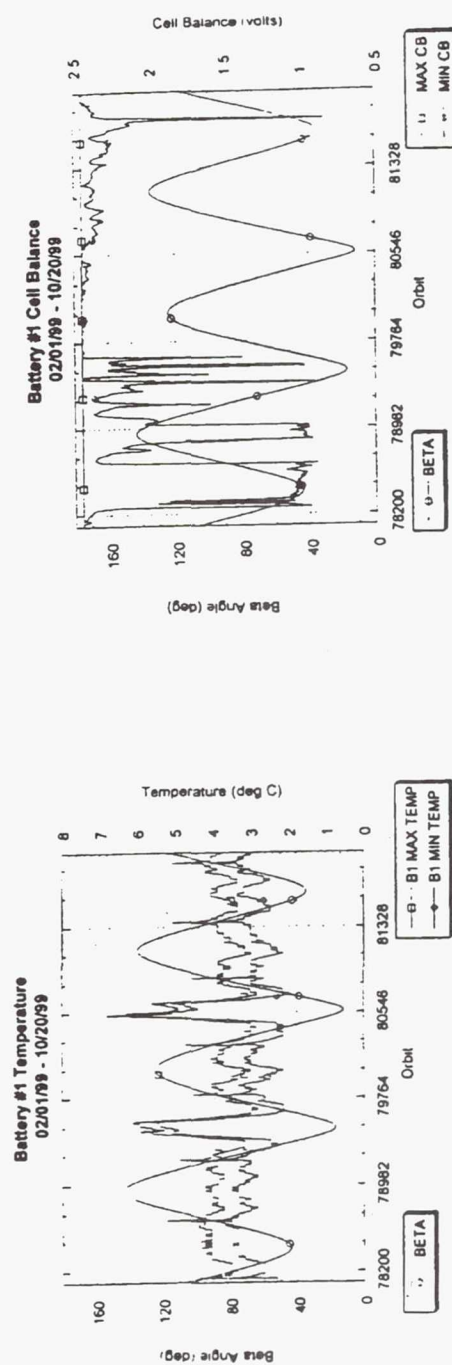 Battery #1 Temperature
02/01/99 - 10/20/99
160
120
80
40
0
Beta Angle (deg)
8
7
6
5
4
3
2
1
0
Temperature (deg C)
78200
78982
79764
80546
81328
Orbit
BETA
B1 MAX TEMP
B1 MIN TEMP
Battery #1 Cell Balance
02/01/99 - 10/20/99
160
120
80
40
0
Beta Angle (deg)
2 5
2
1 5
1
0 5
Cell Balance (volts)
78200
78982
79764
80546
81328
Orbit
BETA
MAX CB
MIN CB